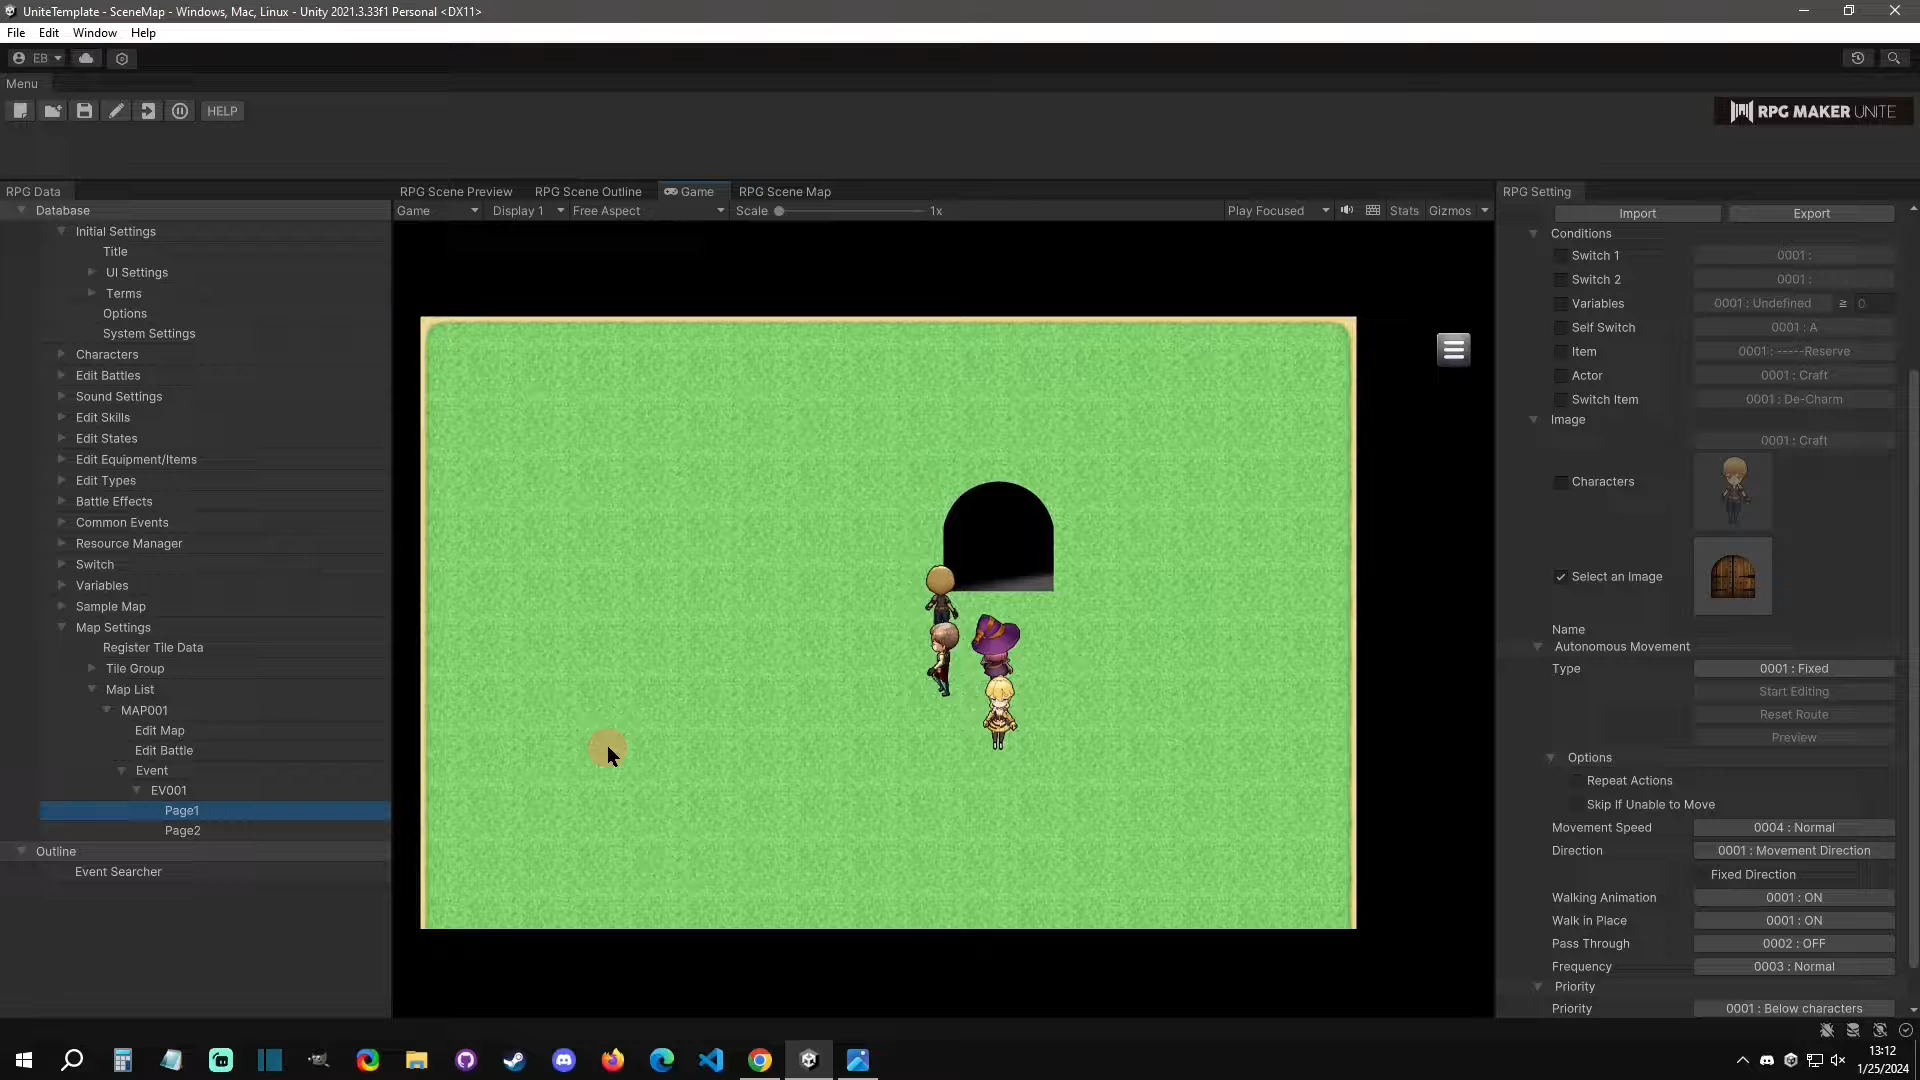 UniteTemplate - SceneMap - Windows, Mac, Linux - Unity 2021.3.33f1 Personal <DX11>
File Edit Window Help
EB
Menu
HELP
RPG MAKER UNITE
RPG Data
RPG Scene Preview RPG Scene Outline Game RPG Scene Map
RPG Setting
Game Display 1 Free Aspect Scale 1x Play Focused Stats Gizmos
Import Export
Database
Initial Settings
Title
UI Settings
Terms
Options
System Settings
Characters
Edit Battles
Sound Settings
Edit Skills
Edit States
Edit Equipment/Items
Edit Types
Battle Effects
Common Events
Resource Manager
Switch
Variables
Sample Map
Map Settings
Register Tile Data
Tile Group
Map List
MAP001
Edit Map
Edit Battle
Event
EV001
Page1
Page2
Outline
Event Searcher
Conditions
Switch 1 0001 :
Switch 2 0001 :
Variables 0001 : Undefined ≥ 0
Self Switch 0001 : A
Item 0001 : -----Reserve
Actor 0001 : Craft
Switch Item 0001 : De-Charm
Image
0001 : Craft
Characters
Select an Image
Name
Autonomous Movement
Type 0001 : Fixed
Start Editing
Reset Route
Preview
Options
Repeat Actions
Skip If Unable to Move
Movement Speed 0004 : Normal
Direction 0001 : Movement Direction
Fixed Direction
Walking Animation 0001 : ON
Walk in Place 0001 : ON
Pass Through 0002 : OFF
Frequency 0003 : Normal
Priority
Priority 0001 : Below characters
13:12
1/25/2024